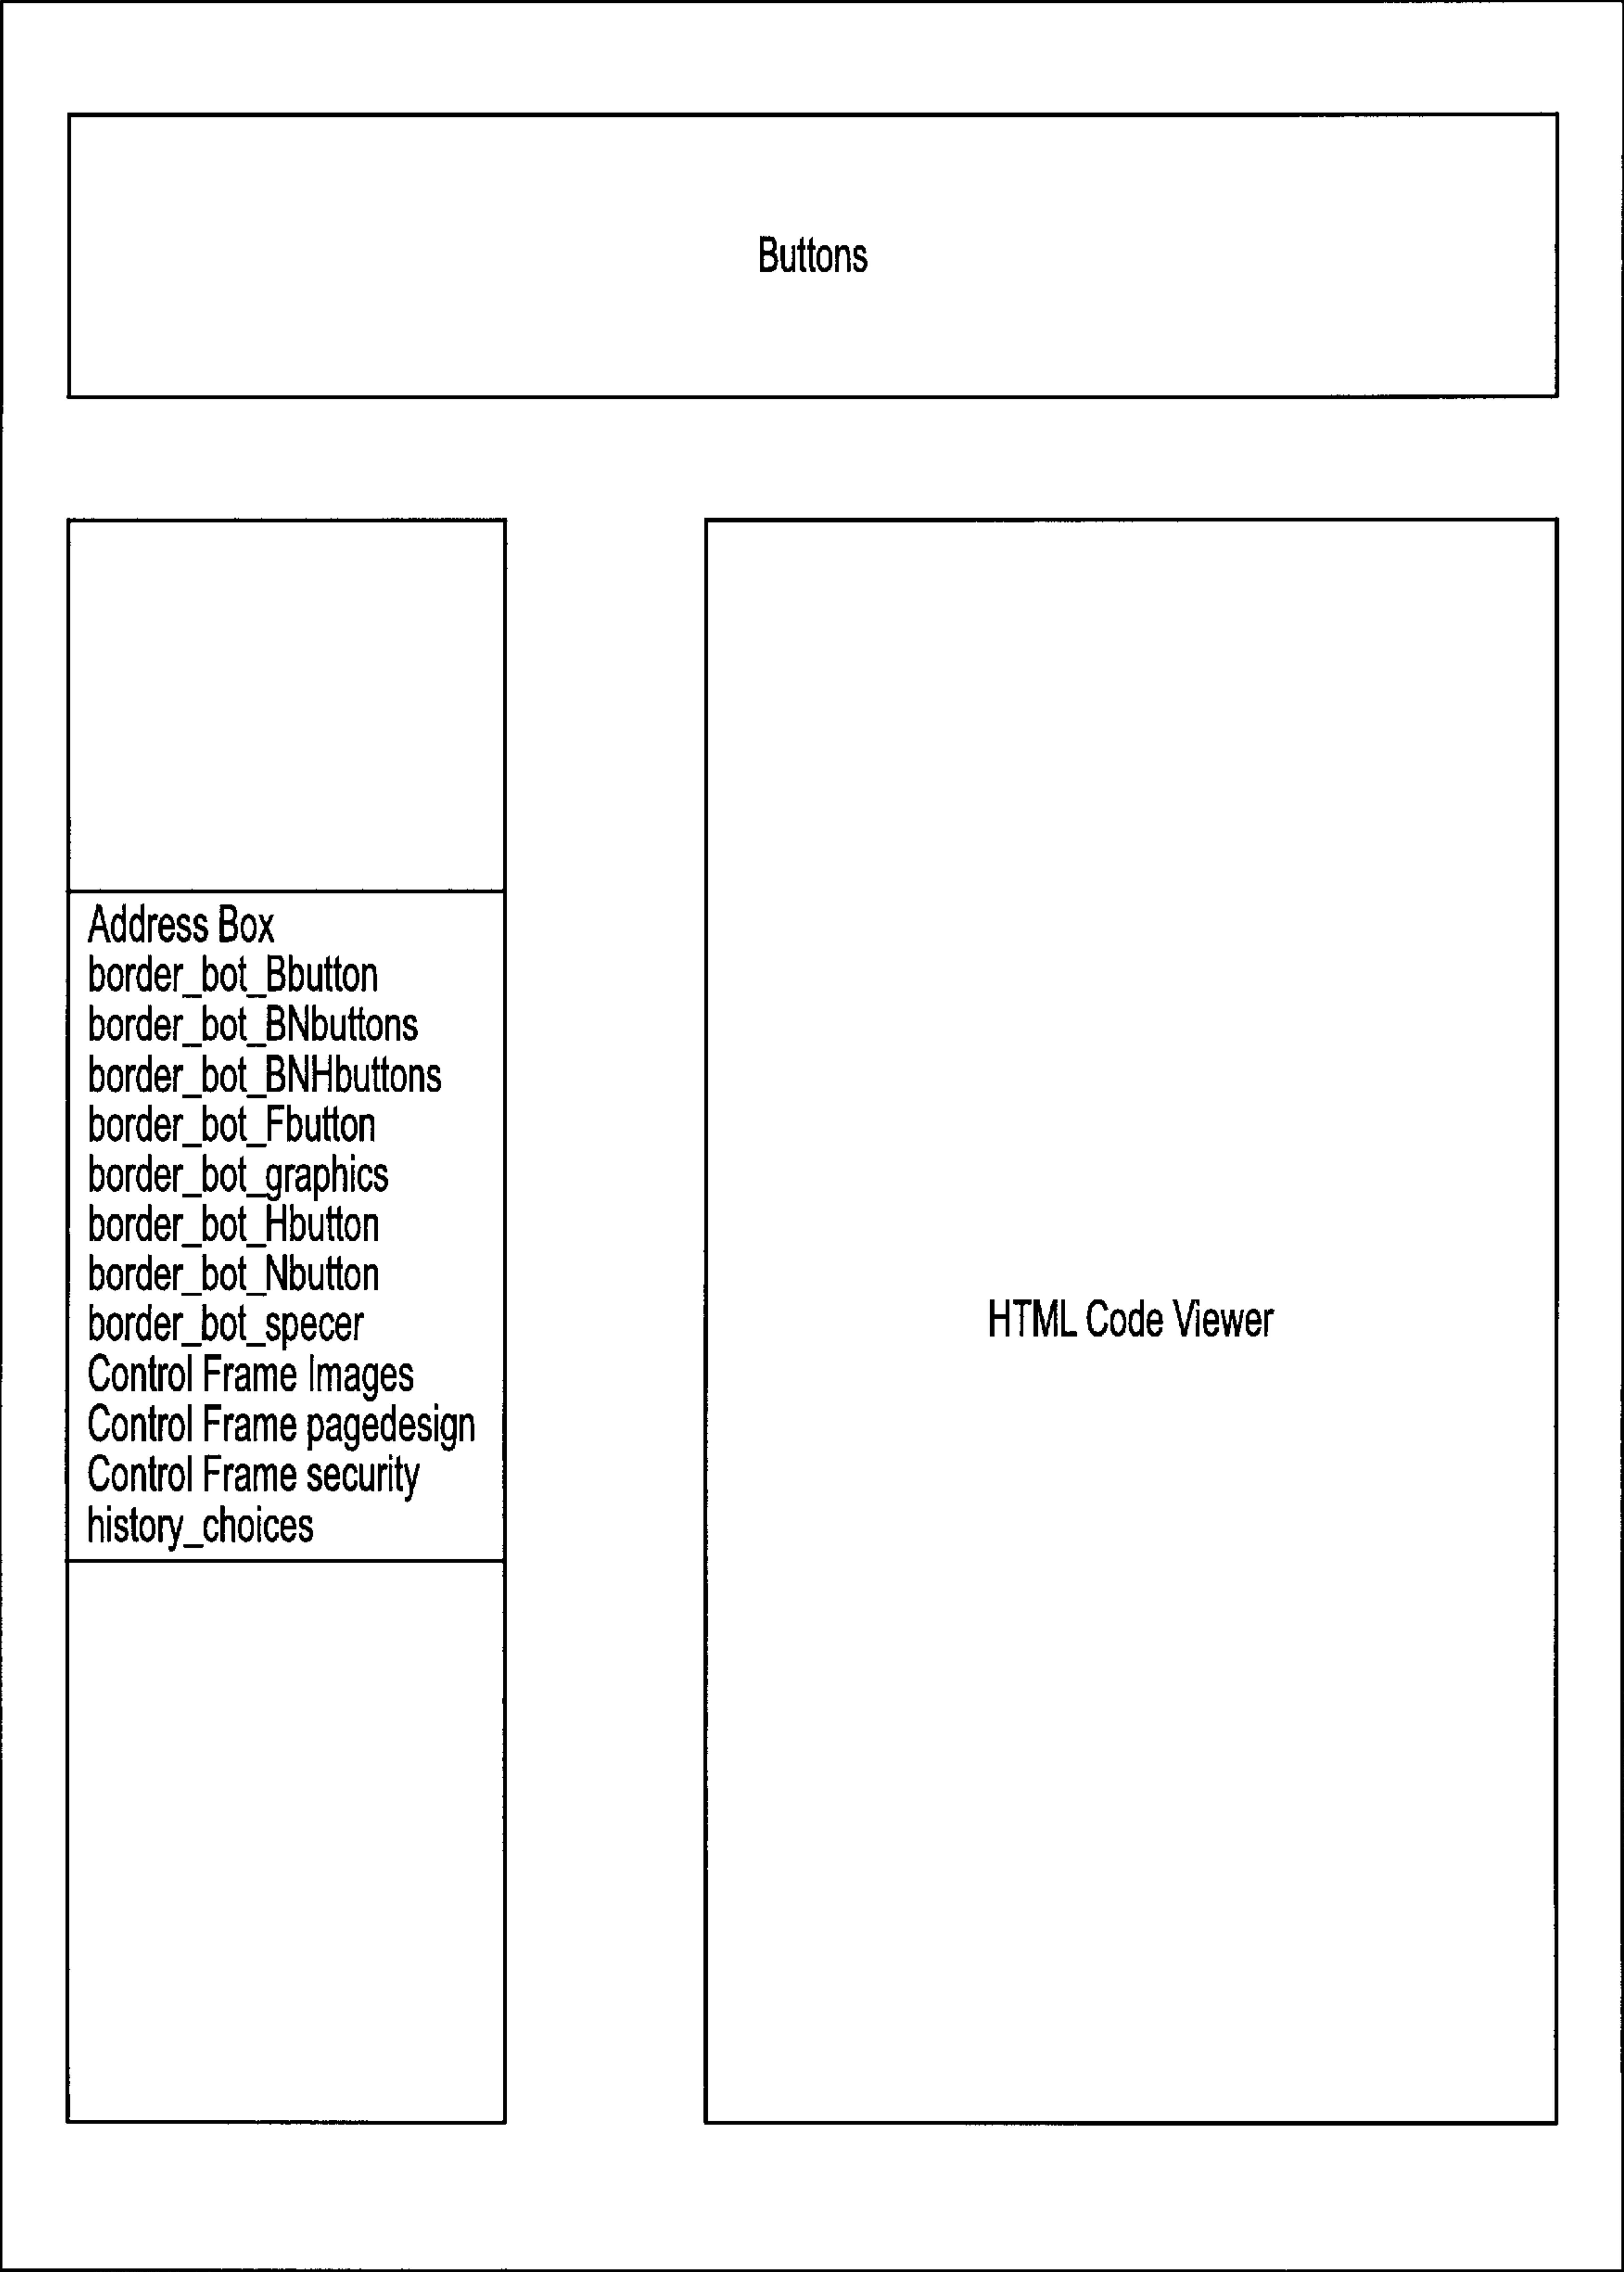 Buttons
Address Box
border_bot_Bbutton
border_bot_BNbuttons
border_bot_BNHbuttons
border_bot_Fbutton
border_bot_graphics
border_bot_Hbutton
border_bot_Nbutton
border_bot_specer
Control Frame Images
Control Frame pagedesign
Control Frame security
history_choices
HTML Code Viewer